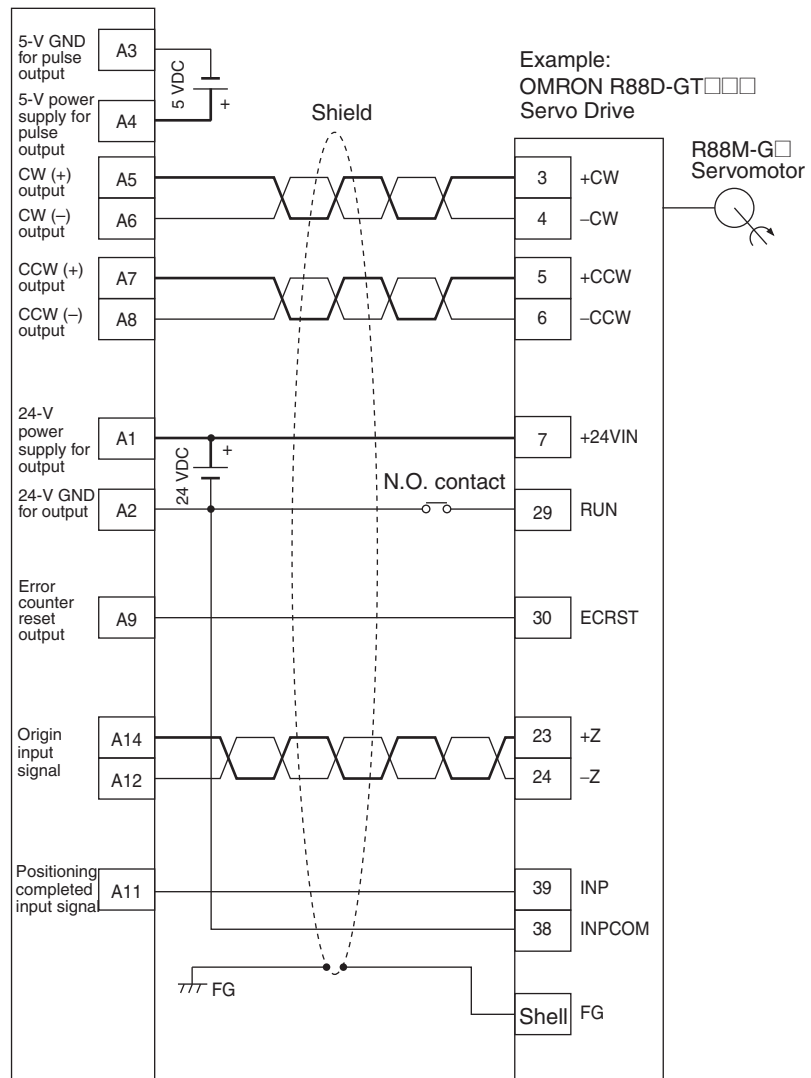 5-V GND
for pulse
output
A3
5 VDC
+
5-V power
supply for
pulse
output
A4
Example:
OMRON R88D-GT□□□
Servo Drive
Shield
R88M-G□
Servomotor
CW (+)
output
A5
3
+CW
CW (–)
output
A6
4
–CW
CCW (+)
output
A7
5
+CCW
CCW (–)
output
A8
6
–CCW
24-V
power
supply for
output
A1
24 VDC
+
7
+24VIN
24-V GND
for output
A2
N.O. contact
29
RUN
Error
counter
reset
output
A9
30
ECRST
Origin
input
signal
A14
23
+Z
A12
24
–Z
Positioning
completed
input signal
A11
39
INP
38
INPCOM
FG
Shell
FG